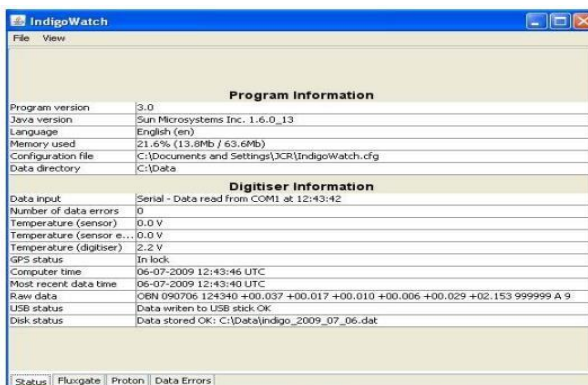 IndigoWatch
File View
Program Information
Program version 3.0
Java version Sun Microsystems Inc. 1.6.0_13
Language English (en)
Memory used 21.6% (13.8Mb / 63.6Mb)
Configuration file C:\Documents and Settings\JCR\IndigoWatch.cfg
Data directory C:\Data
Digitiser Information
Data input Serial - Data read from COM1 at 12:43:42
Number of data errors 0
Temperature (sensor) 0.0 V
Temperature (sensor e... 0.0 V
Temperature (digitiser) 2.2 V
GPS status In lock
Computer time 06-07-2009 12:43:46 UTC
Most recent data time 06-07-2009 12:43:40 UTC
Raw data OBN 090706 124340 +00.037 +00.017 +00.010 +00.006 +00.029 +02.153 999999 A 9
USB status Data writen to USB stick OK
Disk status Data stored OK: C:\Data\indigo_2009_07_06.dat
Status Fluxgate Proton Data Errors